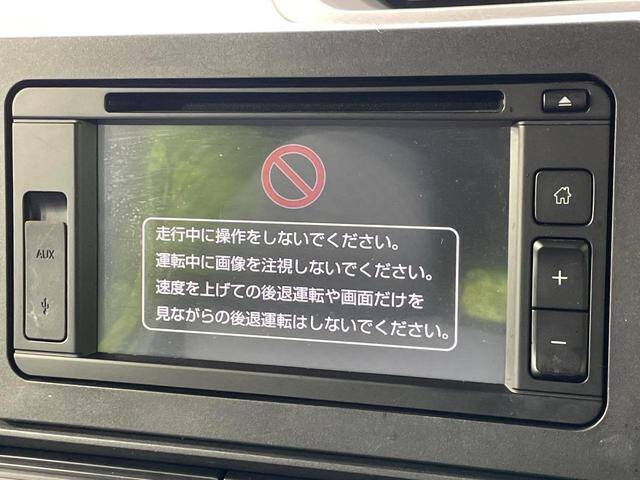 走行中に操作をしないでください。
運転中に画像を注視しないでください。
速度を上げての後退運転や画面だけを
見ながらの後退運転はしないでください。
AUX
+
−